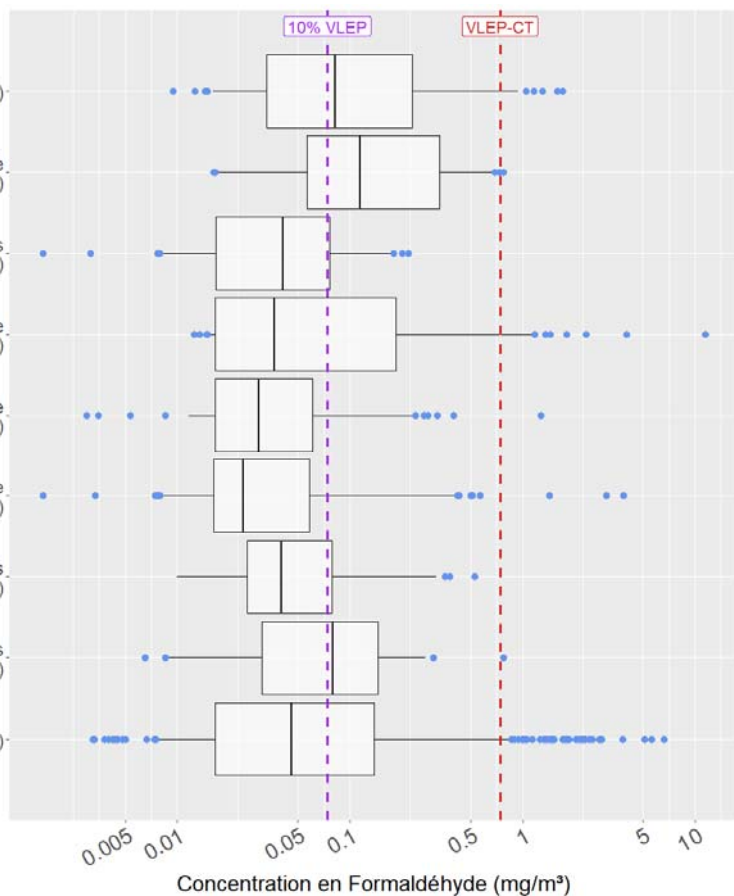 10% VLEP
VLEP-CT
)
e
)
s
)
e
)
e
)
e
)
s
)
s
)
)
0.005
0.01
0.05
0.1
0.5
1
5
10
Concentration en Formaldéhyde (mg/m³)